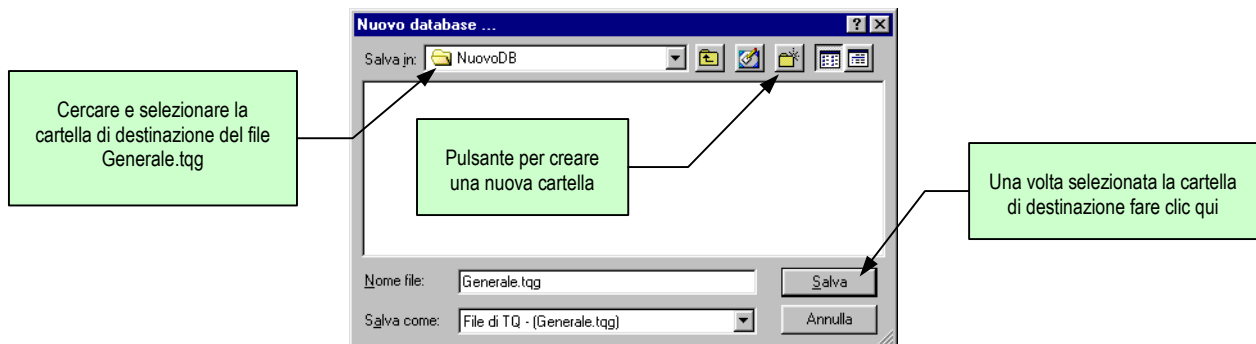 Nuovo database ...
Salva in:
NuovoDB
Cercare e selezionare la
cartella di destinazione del file
Generale.tqg
Pulsante per creare
una nuova cartella
Una volta selezionata la cartella
di destinazione fare clic qui
Nome file:
Generale.tqg
Salva
Salva come:
File di TQ - (Generale.tqg)
Annulla